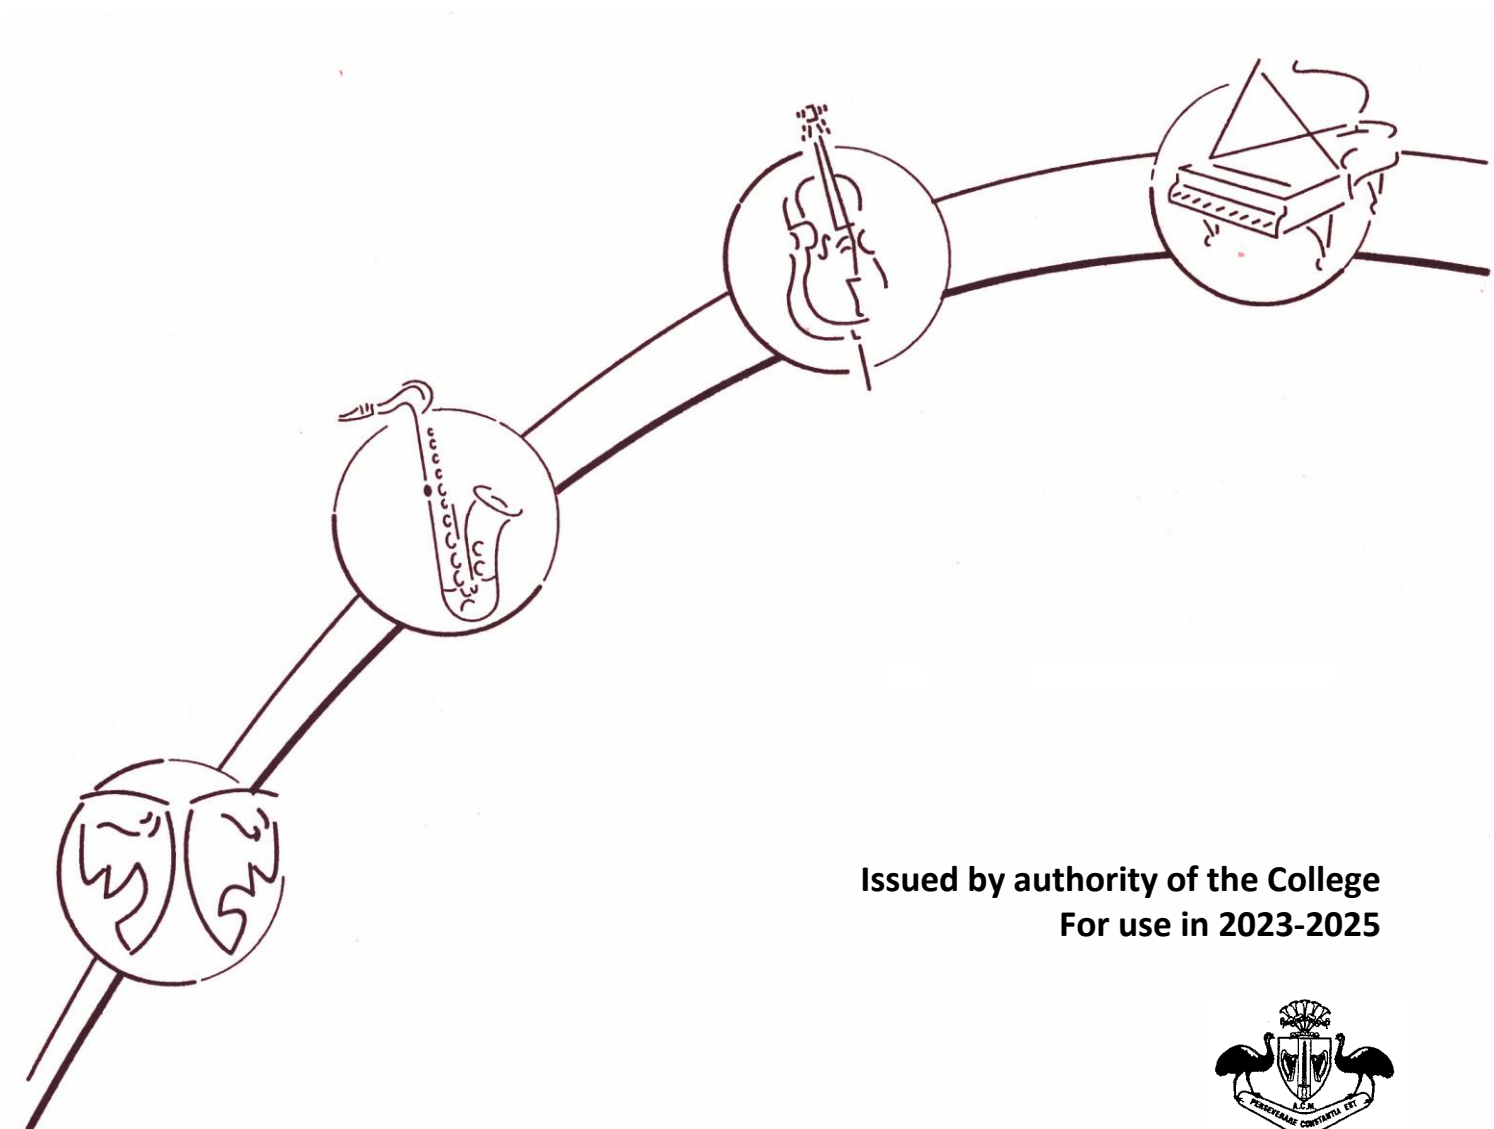 Issued by authority of the College
For use in 2023-2025
A.C.M.
PERSEVERARE CONSTANTIA EST